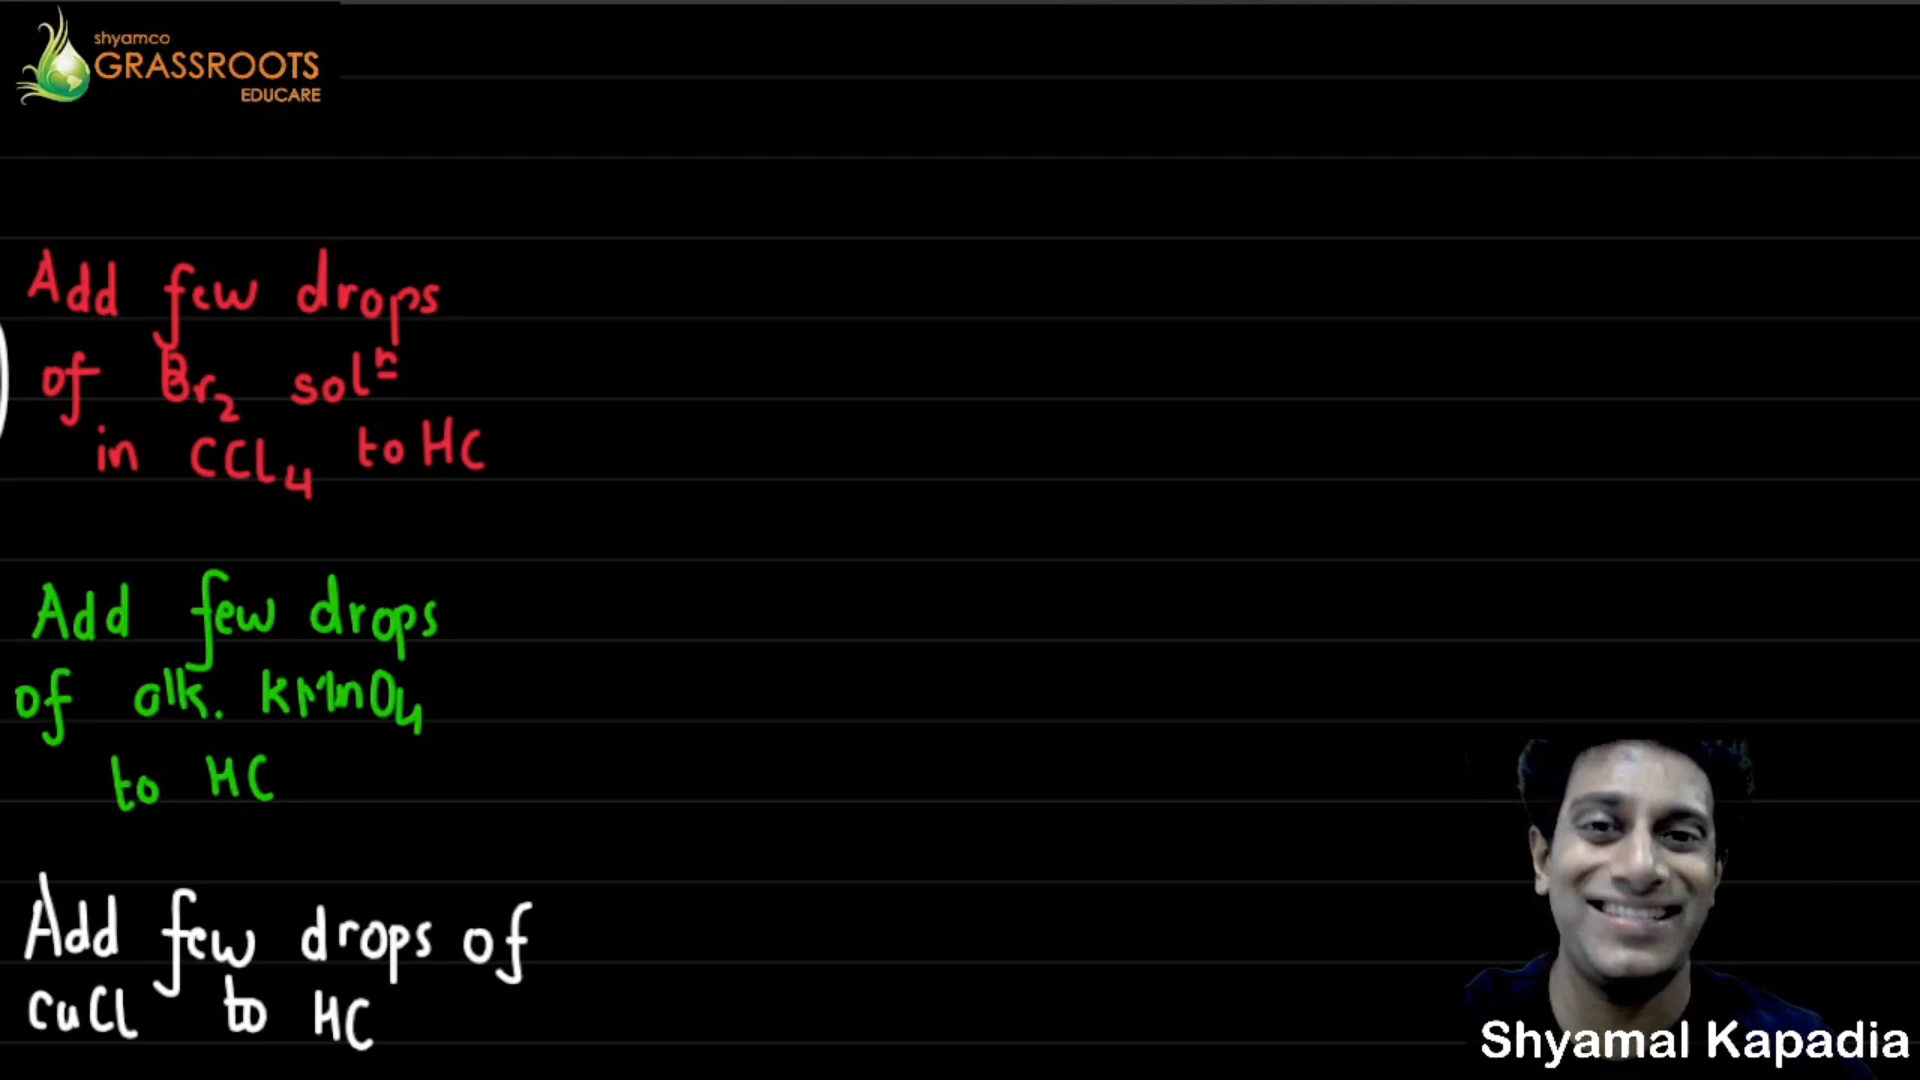 shyamco
GRASSROOTS
EDUCARE
Add few drops
of Br₂ solⁿ
in CCl₄ to HC
Add few drops
of alk. KMnO₄
to HC
Add few drops of
CuCl to HC
Shyamal Kapadia